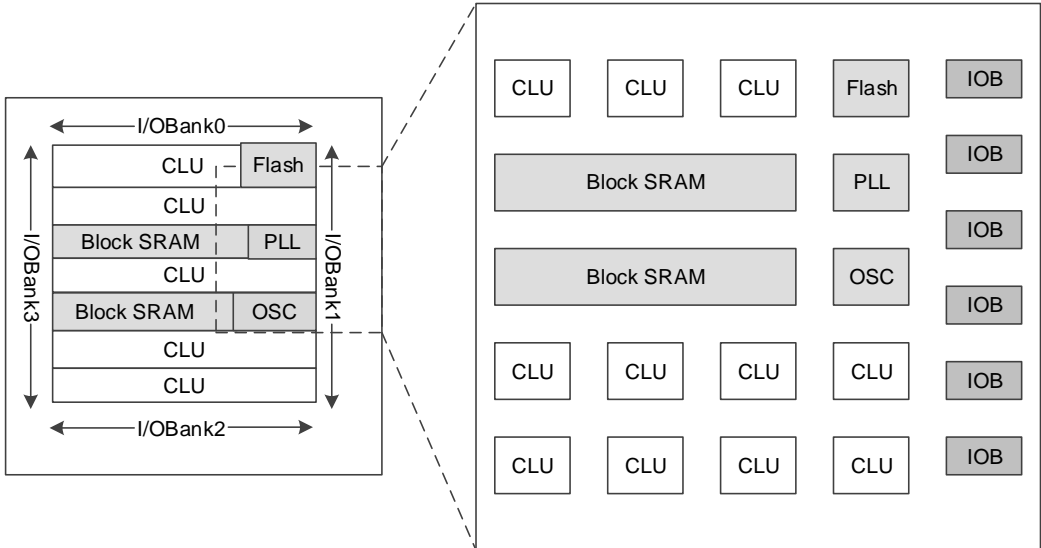 I/OBank0
CLU
Flash
CLU
Block SRAM
PLL
CLU
Block SRAM
OSC
CLU
CLU
I/OBank3
I/OBank1
I/OBank2
CLU CLU CLU Flash IOB
IOB
Block SRAM PLL
IOB
Block SRAM OSC
IOB
CLU CLU CLU CLU IOB
CLU CLU CLU CLU IOB